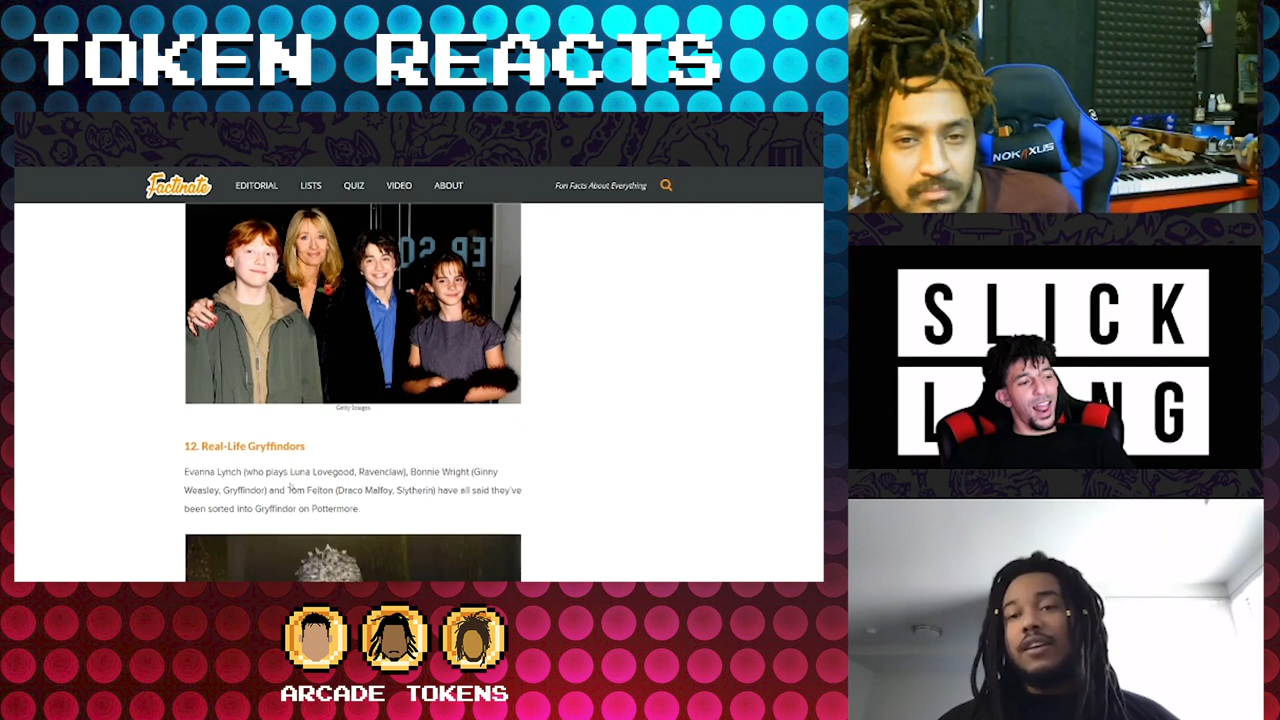 TOKEN REACTS
Factinate
EDITORIAL LISTS QUIZ VIDEO ABOUT
Fun Facts About Everything
Getty Images
12. Real-Life Gryffindors
Evanna Lynch (who plays Luna Lovegood, Ravenclaw), Bonnie Wright (Ginny
Weasley, Gryffindor) and Tom Felton (Draco Malfoy, Slytherin) have all said they've
been sorted into Gryffindor on Pottermore.
ARCADE TOKENS
NOKAXUS
SLICK